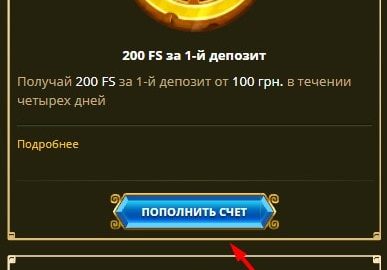 200 FS за 1-й депозит
Получай 200 FS за 1-й депозит от 100 грн. в течении
четырех дней
Подробнее
ПОПОЛНИТЬ СЧЕТ